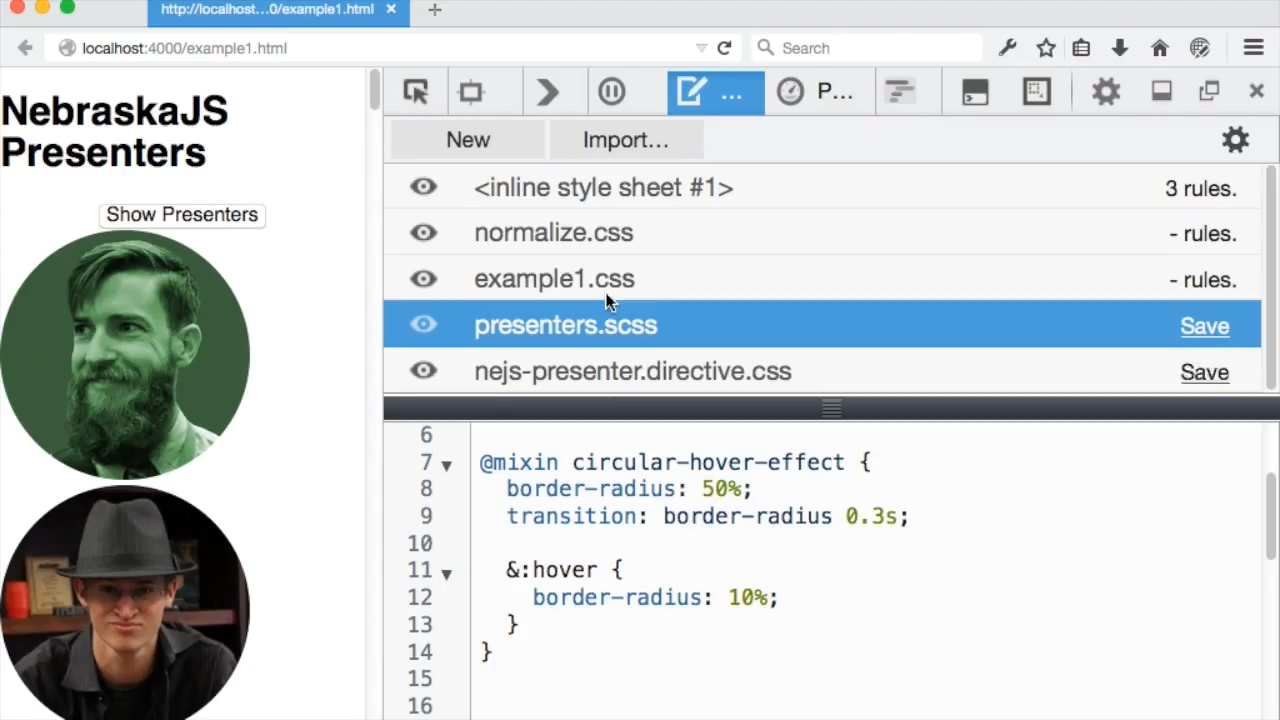 http://localhost...0/example1.html
localhost:4000/example1.html
Search
NebraskaJS
Presenters
Show Presenters
...
P...
New
Import...
<inline style sheet #1>
3 rules.
normalize.css
- rules.
example1.css
- rules.
presenters.scss
Save
nejs-presenter.directive.css
Save
6
7 @mixin circular-hover-effect {
8 border-radius: 50%;
9 transition: border-radius 0.3s;
10
11 &:hover {
12 border-radius: 10%;
13 }
14 }
15
16